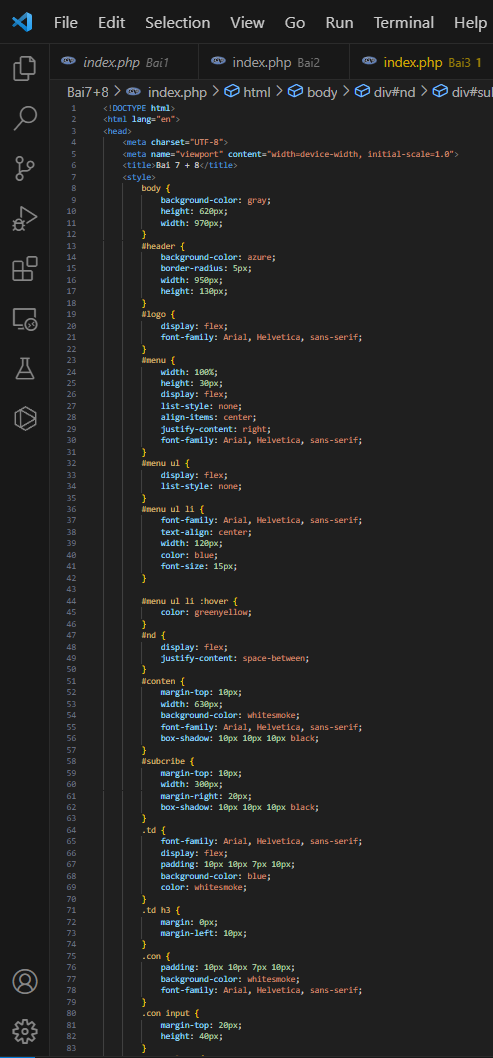 File Edit Selection View Go Run Terminal Help
index.php Bai1 index.php Bai2 index.php Bai3 1
Bai7+8 > index.php > html > body > div#nd > div#sul
1 <!DOCTYPE html>
2 <html lang="en">
3 <head>
4 <meta charset="UTF-8">
5 <meta name="viewport" content="width=device-width, initial-scale=1.0">
6 <title>Bai 7 + 8</title>
7 <style>
8 body {
9 background-color: gray;
10 height: 620px;
11 width: 970px;
12 }
13 #header {
14 background-color: azure;
15 border-radius: 5px;
16 width: 950px;
17 height: 130px;
18 }
19 #logo {
20 display: flex;
21 font-family: Arial, Helvetica, sans-serif;
22 }
23 #menu {
24 width: 100%;
25 height: 30px;
26 display: flex;
27 list-style: none;
28 align-items: center;
29 justify-content: right;
30 font-family: Arial, Helvetica, sans-serif;
31 }
32 #menu ul {
33 display: flex;
34 list-style: none;
35 }
36 #menu ul li {
37 font-family: Arial, Helvetica, sans-serif;
38 text-align: center;
39 width: 120px;
40 color: blue;
41 font-size: 15px;
42 }
43
44 #menu ul li :hover {
45 color: greenyellow;
46 }
47 #nd {
48 display: flex;
49 justify-content: space-between;
50 }
51 #conten {
52 margin-top: 10px;
53 width: 630px;
54 background-color: whitesmoke;
55 font-family: Arial, Helvetica, sans-serif;
56 box-shadow: 10px 10px 10px black;
57 }
58 #subcribe {
59 margin-top: 10px;
60 width: 300px;
61 margin-right: 20px;
62 box-shadow: 10px 10px 10px black;
63 }
64 .td {
65 font-family: Arial, Helvetica, sans-serif;
66 display: flex;
67 padding: 10px 10px 7px 10px;
68 background-color: blue;
69 color: whitesmoke;
70 }
71 .td h3 {
72 margin: 0px;
73 margin-left: 10px;
74 }
75 .con {
76 padding: 10px 10px 7px 10px;
77 background-color: whitesmoke;
78 font-family: Arial, Helvetica, sans-serif;
79 }
80 .con input {
81 margin-top: 20px;
82 height: 40px;
83 }